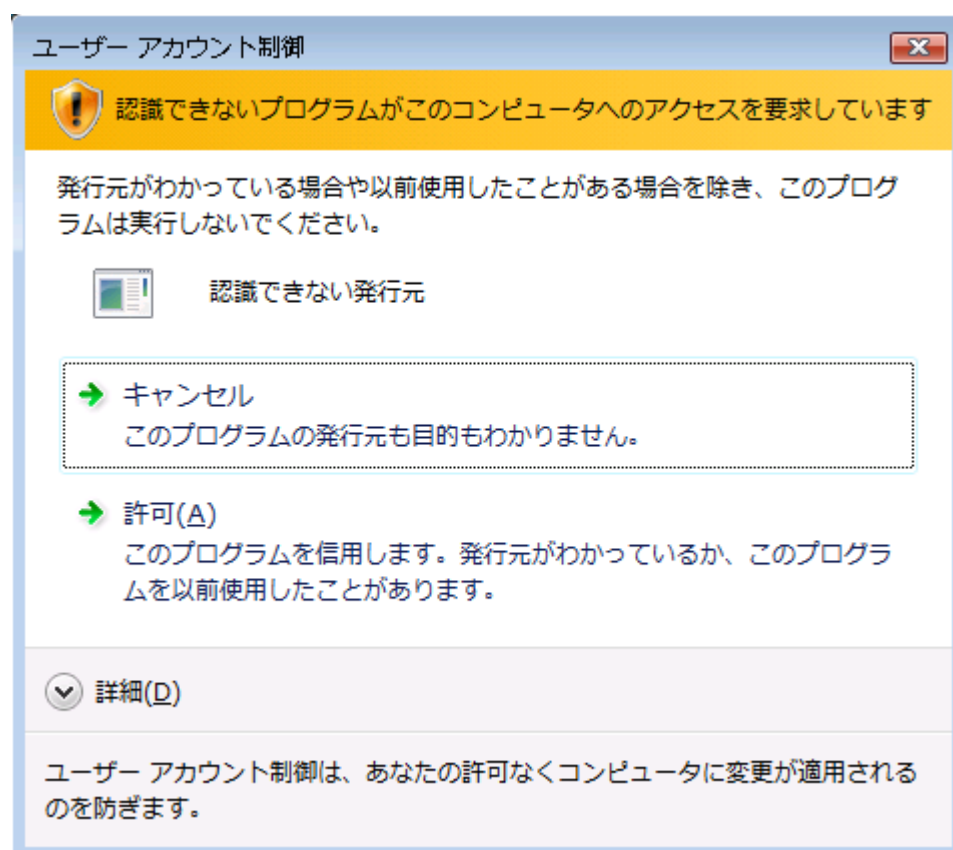 ユーザー アカウント制御
認識できないプログラムがこのコンピュータへのアクセスを要求しています
発行元がわかっている場合や以前使用したことがある場合を除き、このプログ
ラムは実行しないでください。
認識できない発行元
キャンセル
このプログラムの発行元も目的もわかりません。
許可(A)
このプログラムを信用します。発行元がわかっているか、このプログラ
ムを以前使用したことがあります。
詳細(D)
ユーザー アカウント制御は、あなたの許可なくコンピュータに変更が適用される
のを防ぎます。